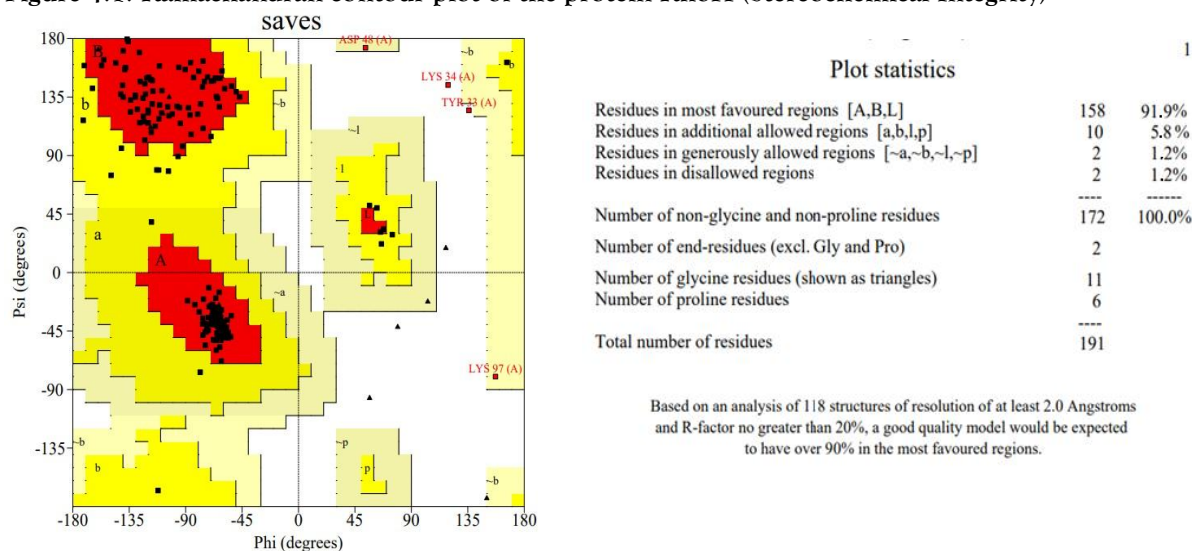 saves
180
135
90
45
0
-45
-90
-135
-180
-135
-90
-45
0
45
90
135
180
Psi (degrees)
Phi (degrees)
B
b
~b
a
A
~a
~b
b
~l
l
L
~p
p
~b
b
~b
ASP 48 (A)
LYS 34 (A)
TYR 33 (A)
LYS 97 (A)
1
Plot statistics
Residues in most favoured regions [A,B,L] 158 91.9%
Residues in additional allowed regions [a,b,l,p] 10 5.8%
Residues in generously allowed regions [~a,~b,~l,~p] 2 1.2%
Residues in disallowed regions 2 1.2%
---- ------
Number of non-glycine and non-proline residues 172 100.0%
Number of end-residues (excl. Gly and Pro) 2
Number of glycine residues (shown as triangles) 11
Number of proline residues 6
----
Total number of residues 191
Based on an analysis of 118 structures of resolution of at least 2.0 Angstroms
and R-factor no greater than 20%, a good quality model would be expected
to have over 90% in the most favoured regions.